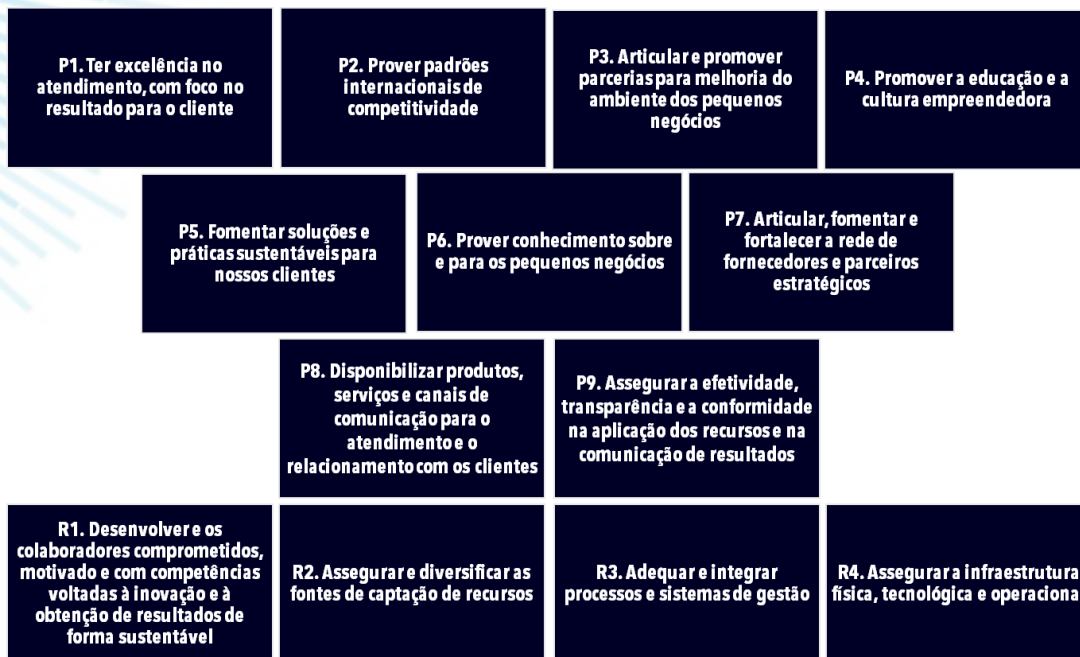 P1. Ter excelência no
atendimento, com foco no
resultado para o cliente
P2. Prover padrões
internacionais de
competitividade
P3. Articular e promover
parcerias para melhoria do
ambiente dos pequenos
negócios
P4. Promover a educação e a
cultura empreendedora
P5. Fomentar soluções e
práticas sustentáveis para
nossos clientes
P6. Prover conhecimento sobre
e para os pequenos negócios
P7. Articular, fomentar e
fortalecer a rede de
fornecedores e parceiros
estratégicos
P8. Disponibilizar produtos,
serviços e canais de
comunicação para o
atendimento e o
relacionamento com os clientes
P9. Assegurar a efetividade,
transparência e a conformidade
na aplicação dos recursos e na
comunicação de resultados
R1. Desenvolver e os
colaboradores comprometidos,
motivado e com competências
voltadas à inovação e à
obtenção de resultados de
forma sustentável
R2. Assegurar e diversificar as
fontes de captação de recursos
R3. Adequar e integrar
processos e sistemas de gestão
R4. Assegurar a infraestrutura
física, tecnológica e operaciona